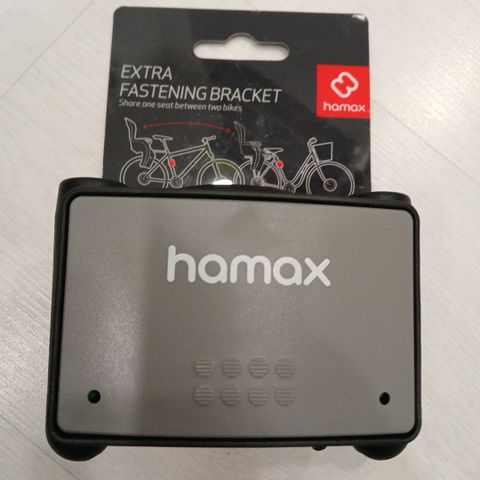 EXTRA
FASTENING BRACKET
Share one seat between two bikes
hamax
hamax